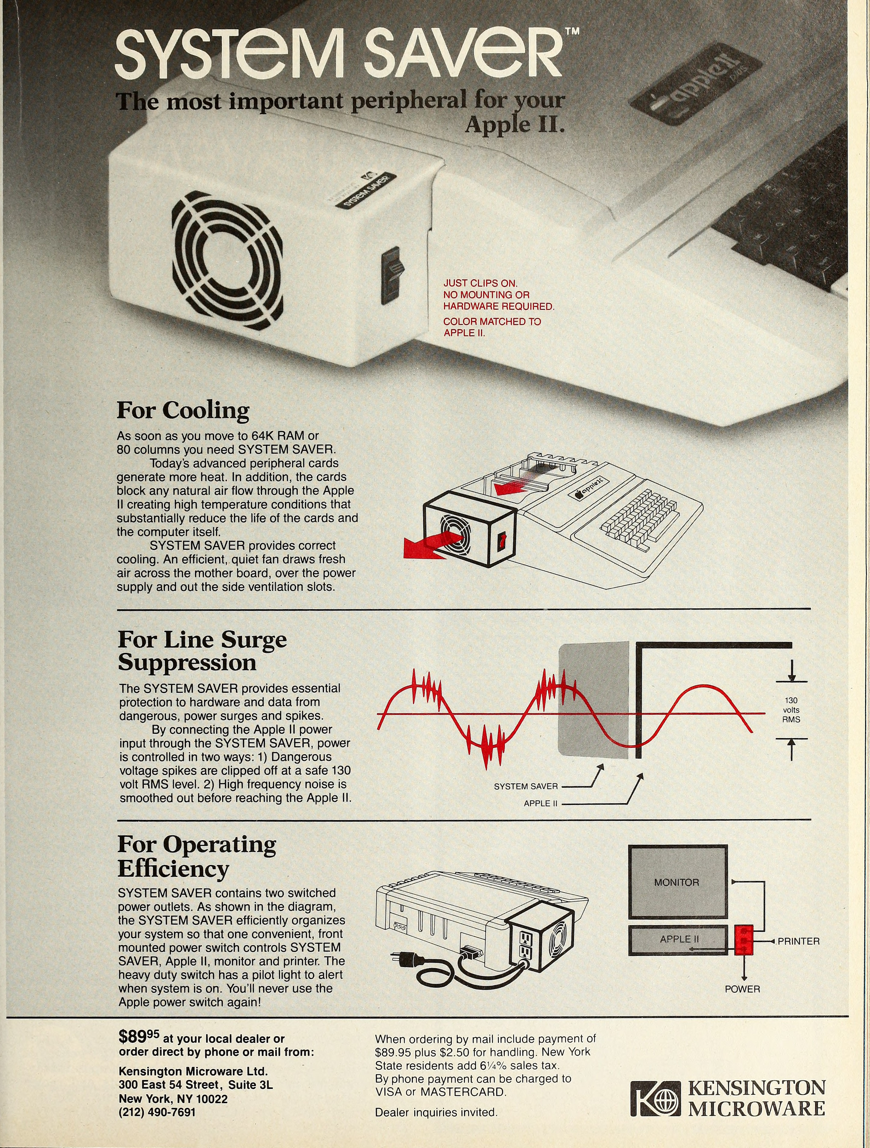 SYSTEM SAVER™
The most important peripheral for your
Apple II.
apple II
SYSTEM SAVER
JUST CLIPS ON.
NO MOUNTING OR
HARDWARE REQUIRED.
COLOR MATCHED TO
APPLE II.
For Cooling
As soon as you move to 64K RAM or
80 columns you need SYSTEM SAVER.
Today's advanced peripheral cards
generate more heat. In addition, the cards
block any natural air flow through the Apple
II creating high temperature conditions that
substantially reduce the life of the cards and
the computer itself.
SYSTEM SAVER provides correct
cooling. An efficient, quiet fan draws fresh
air across the mother board, over the power
supply and out the side ventilation slots.
For Line Surge
Suppression
The SYSTEM SAVER provides essential
protection to hardware and data from
dangerous, power surges and spikes.
By connecting the Apple II power
input through the SYSTEM SAVER, power
is controlled in two ways: 1) Dangerous
voltage spikes are clipped off at a safe 130
volt RMS level. 2) High frequency noise is
smoothed out before reaching the Apple II.
130
volts
RMS
SYSTEM SAVER
APPLE II
For Operating
Efficiency
SYSTEM SAVER contains two switched
power outlets. As shown in the diagram,
the SYSTEM SAVER efficiently organizes
your system so that one convenient, front
mounted power switch controls SYSTEM
SAVER, Apple II, monitor and printer. The
heavy duty switch has a pilot light to alert
when system is on. You'll never use the
Apple power switch again!
MONITOR
APPLE II
PRINTER
POWER
$89⁹⁵ at your local dealer or
order direct by phone or mail from:
Kensington Microware Ltd.
300 East 54 Street, Suite 3L
New York, NY 10022
(212) 490-7691
When ordering by mail include payment of
$89.95 plus $2.50 for handling. New York
State residents add 6¼% sales tax.
By phone payment can be charged to
VISA or MASTERCARD.
Dealer inquiries invited.
KENSINGTON
MICROWARE